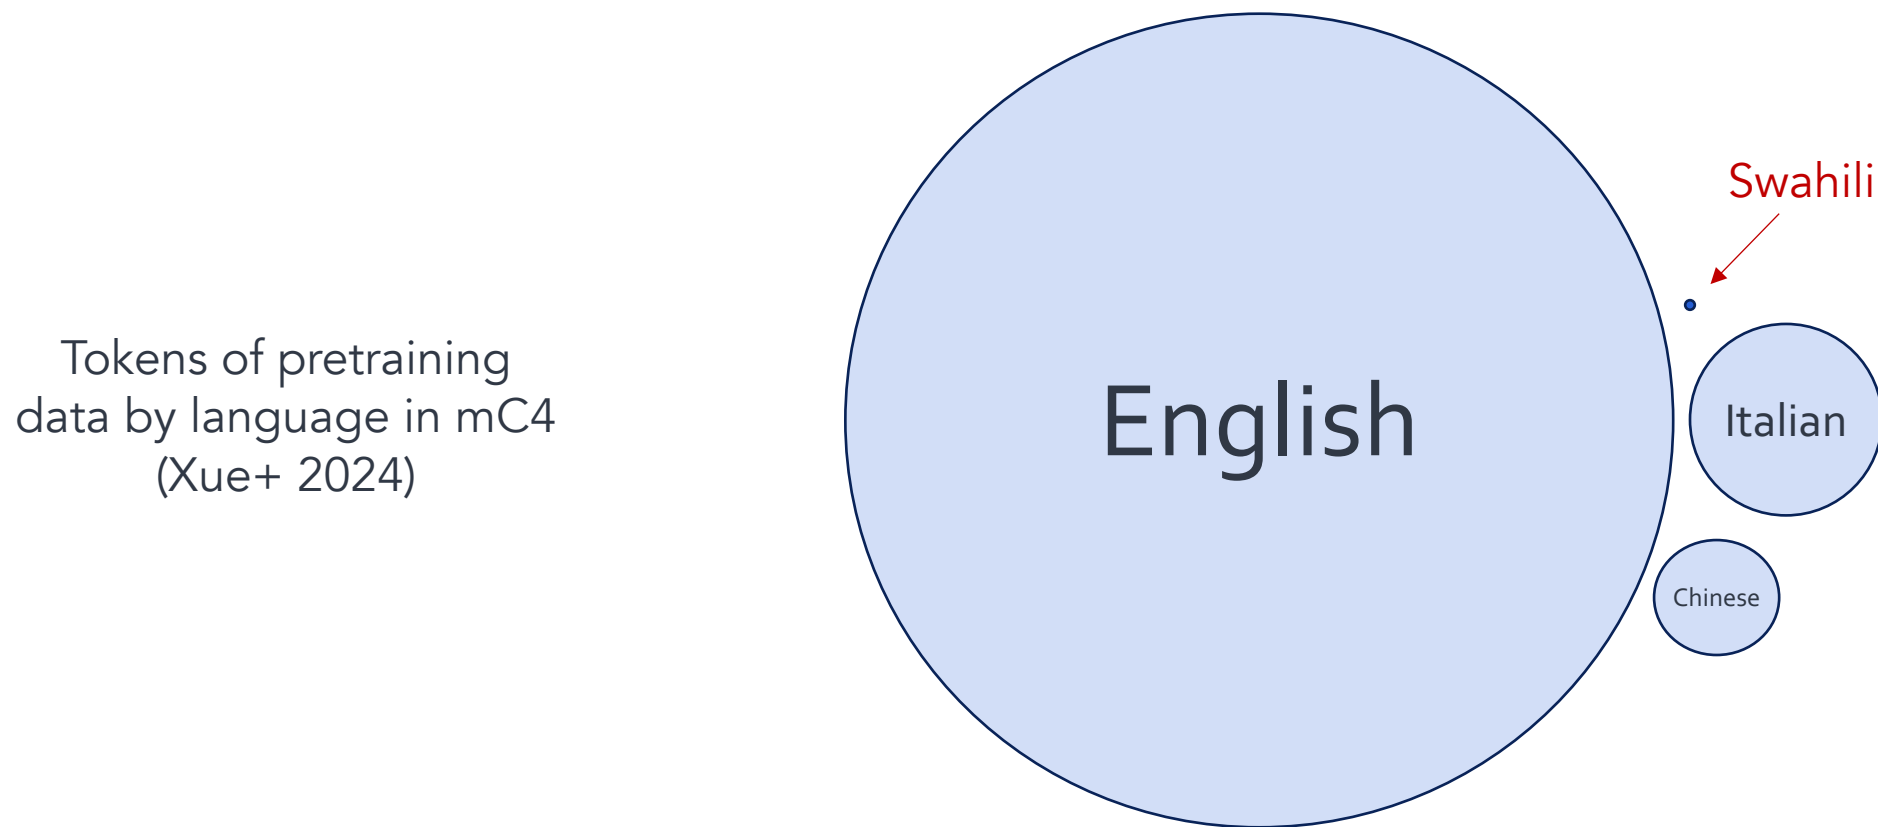 Tokens of pretraining
data by language in mC4
(Xue+ 2024)
English
Swahili
Italian
Chinese